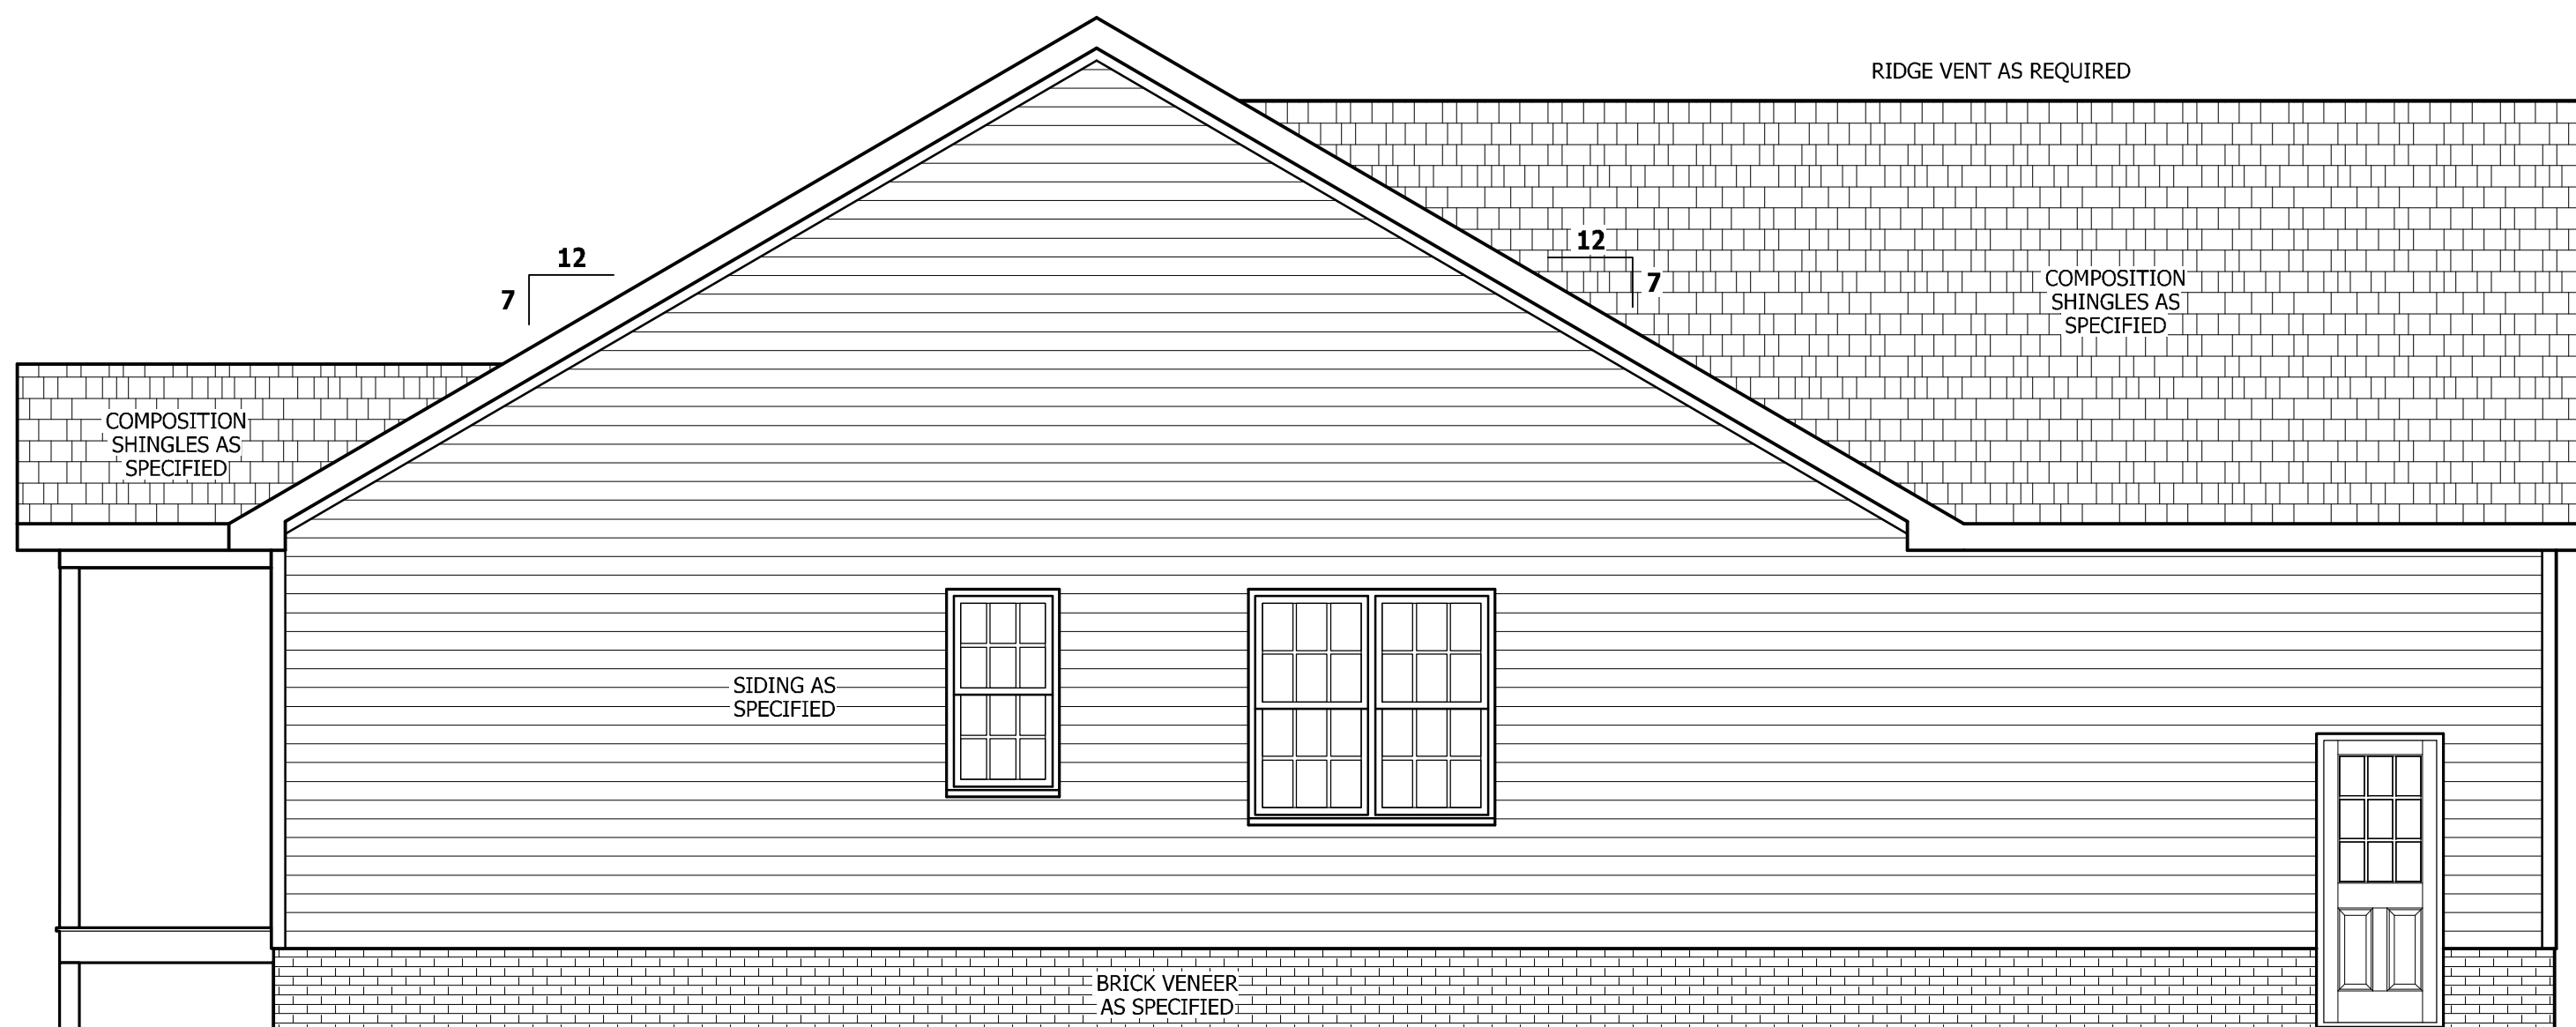 RIDGE VENT AS REQUIRED
12
7
12
7
COMPOSITION
SHINGLES AS
SPECIFIED
COMPOSITION
SHINGLES AS
SPECIFIED
SIDING AS
SPECIFIED
BRICK VENEER
AS SPECIFIED